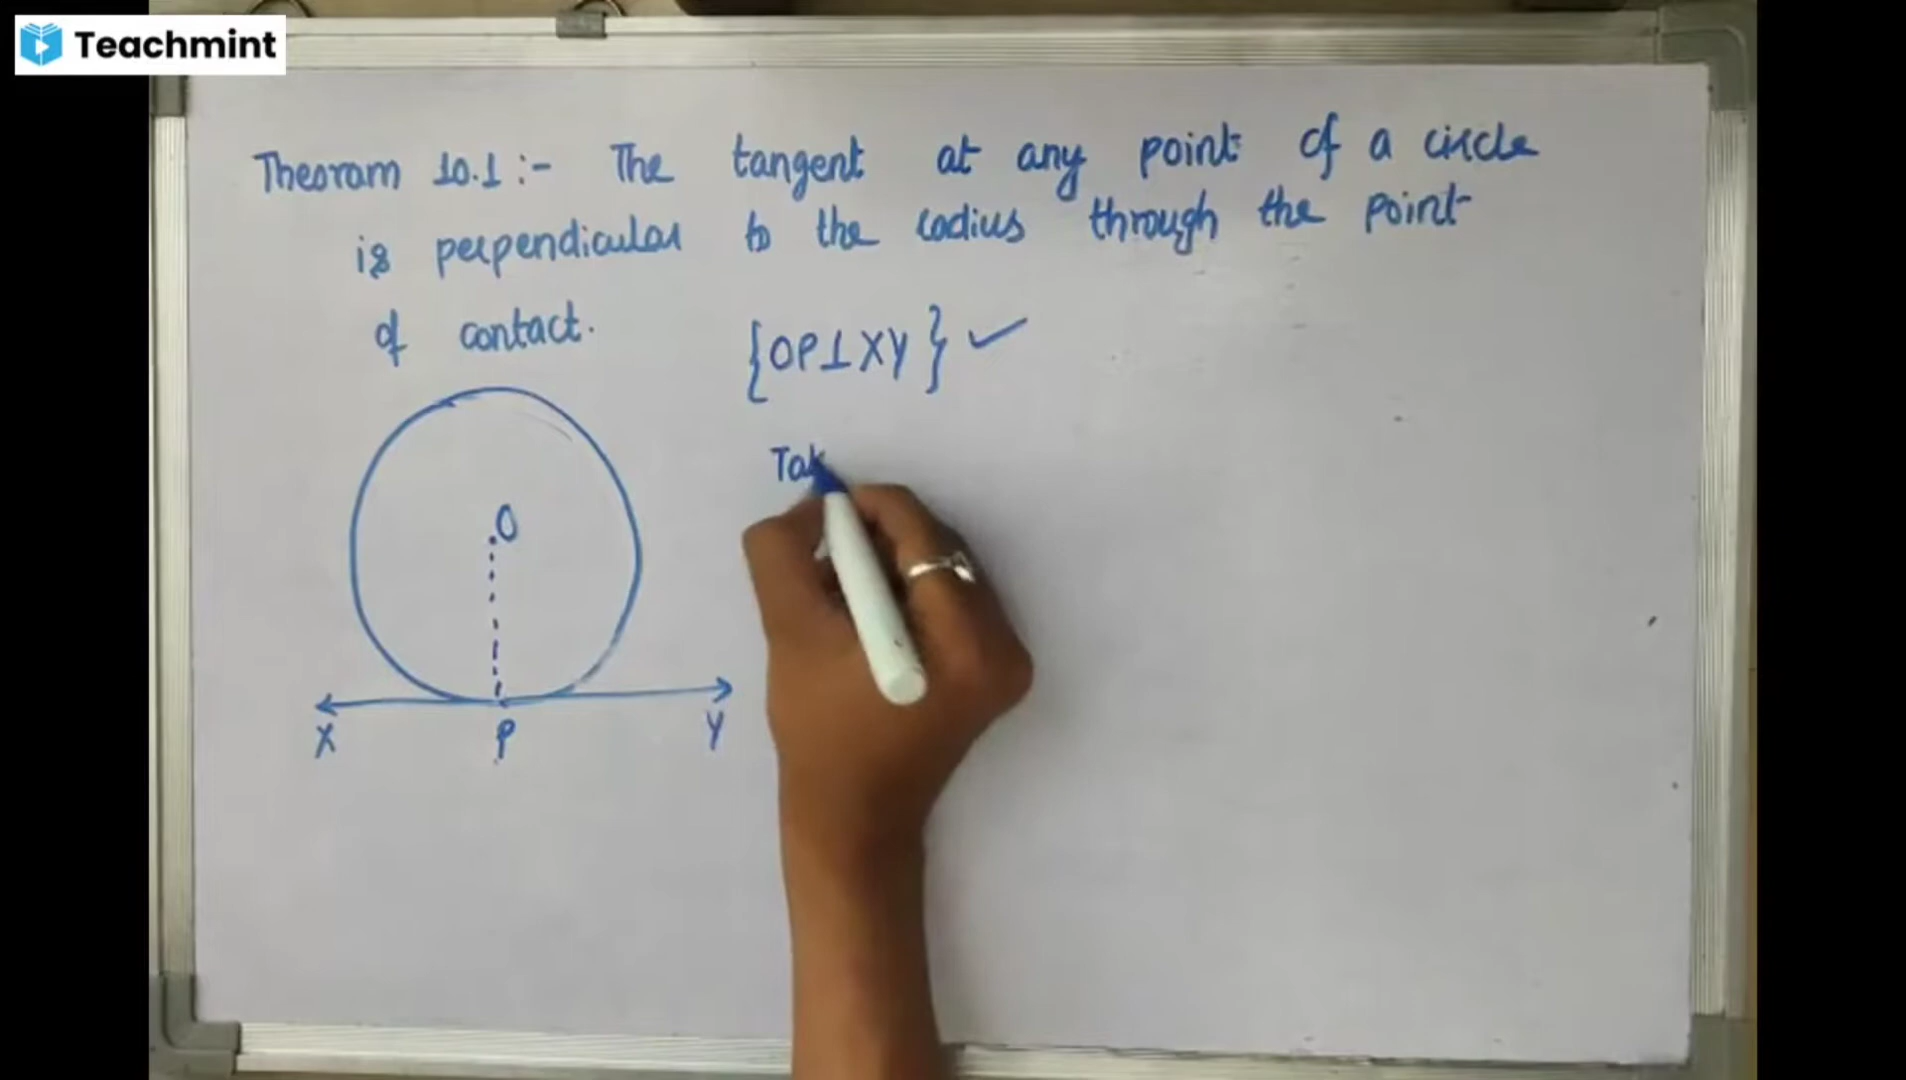 Teachmint
Theoram 10.1 :- The tangent at any point of a circle
is perpendicular to the radius through the point
of contact.
{OP⊥XY} ✓
Tak
O
X P Y